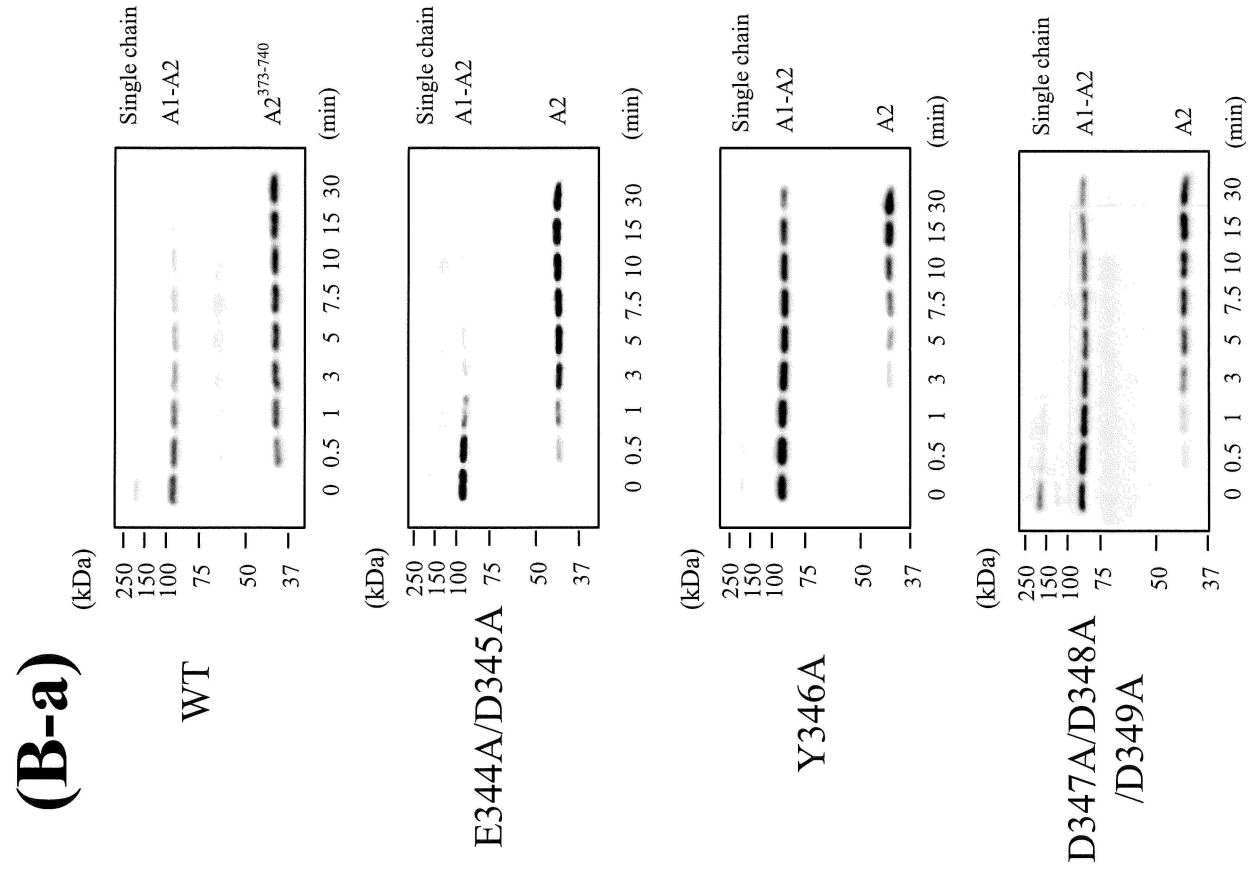 (B-a)
WT
(kDa)
250
150
100
75
50
37
Single chain
A1-A2
A2373-740
0 0.5 1 3 5 7.5 10 15 30 (min)
E344A/D345A
(kDa)
250
150
100
75
50
37
Single chain
A1-A2
A2
0 0.5 1 3 5 7.5 10 15 30 (min)
Y346A
(kDa)
250
150
100
75
50
37
Single chain
A1-A2
A2
0 0.5 1 3 5 7.5 10 15 30 (min)
D347A/D348A
/D349A
(kDa)
250
150
100
75
50
37
Single chain
A1-A2
A2
0 0.5 1 3 5 7.5 10 15 30 (min)